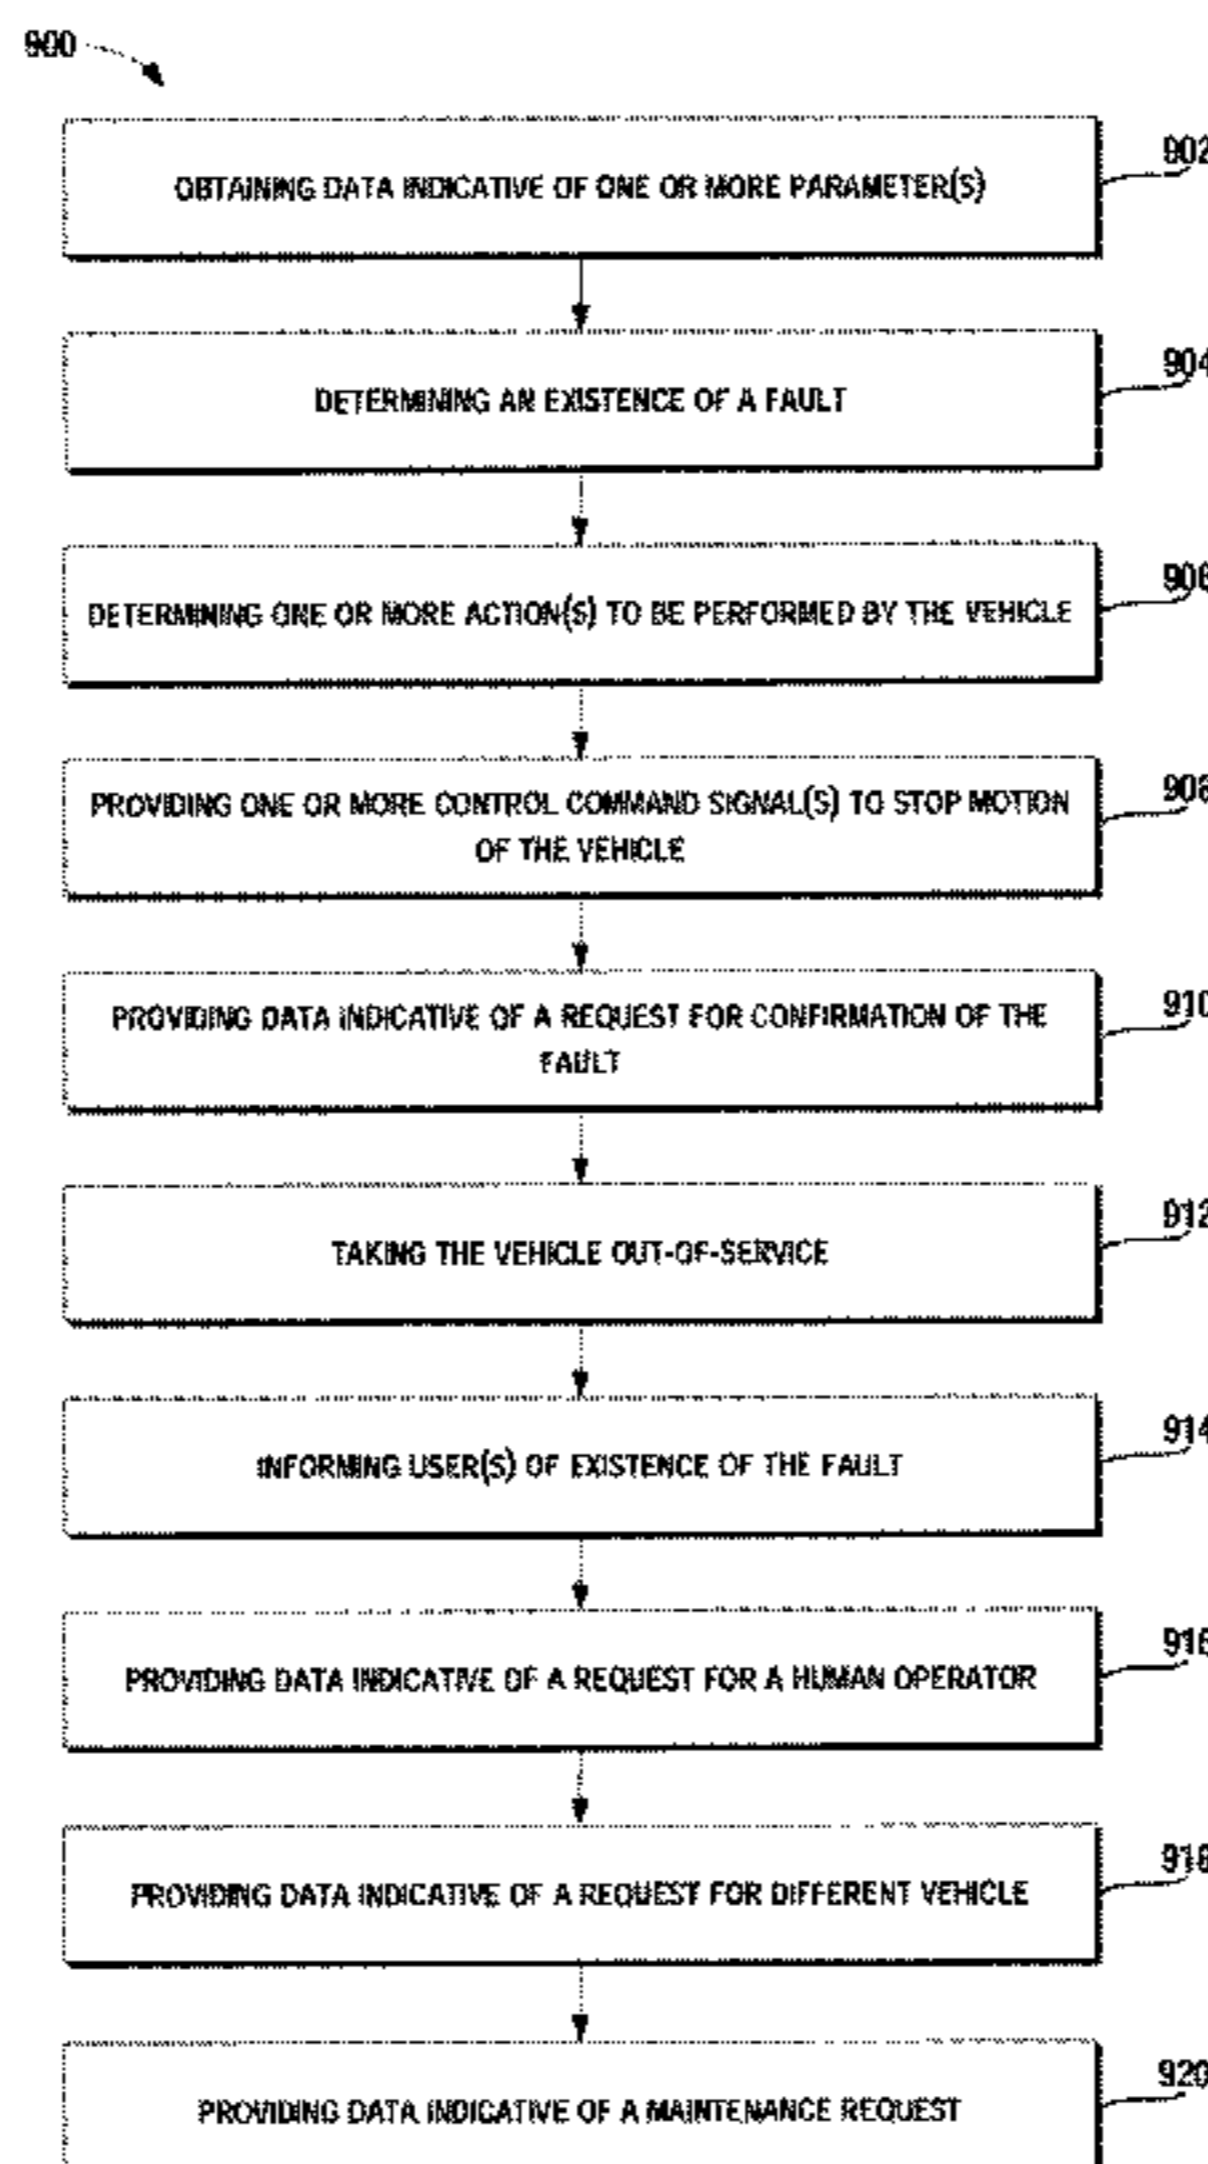 900
902
OBTAINING DATA INDICATIVE OF ONE OR MORE PARAMETER(S)
904
DETERMINING AN EXISTENCE OF A FAULT
906
DETERMINING ONE OR MORE ACTION(S) TO BE PERFORMED BY THE VEHICLE
908
PROVIDING ONE OR MORE CONTROL COMMAND SIGNAL(S) TO STOP MOTION
OF THE VEHICLE
910
PROVIDING DATA INDICATIVE OF A REQUEST FOR CONFIRMATION OF THE
FAULT
912
TAKING THE VEHICLE OUT-OF-SERVICE
914
INFORMING USER(S) OF EXISTENCE OF THE FAULT
916
PROVIDING DATA INDICATIVE OF A REQUEST FOR A HUMAN OPERATOR
918
PROVIDING DATA INDICATIVE OF A REQUEST FOR DIFFERENT VEHICLE
920
PROVIDING DATA INDICATIVE OF A MAINTENANCE REQUEST